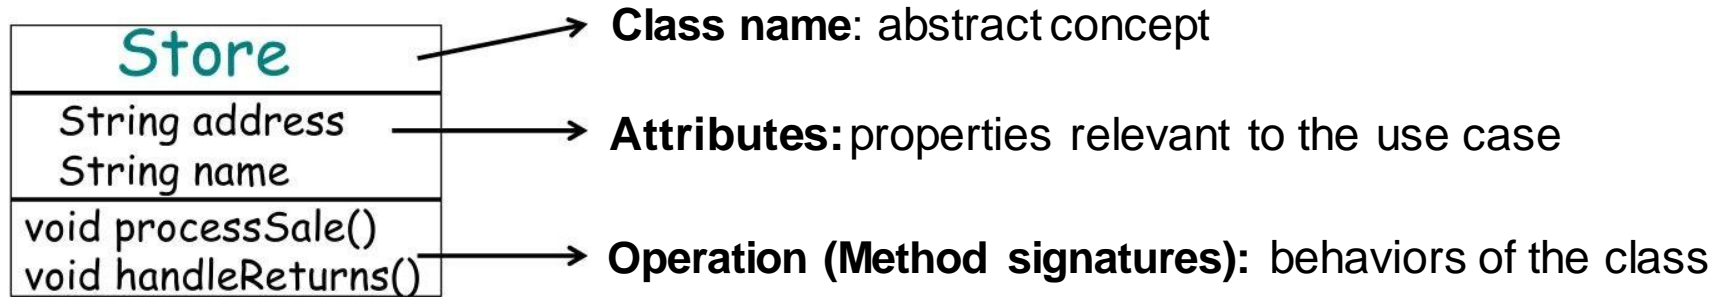 Store
String address
String name
void processSale()
void handleReturns()
Class name: abstract concept
Attributes: properties relevant to the use case
Operation (Method signatures): behaviors of the class